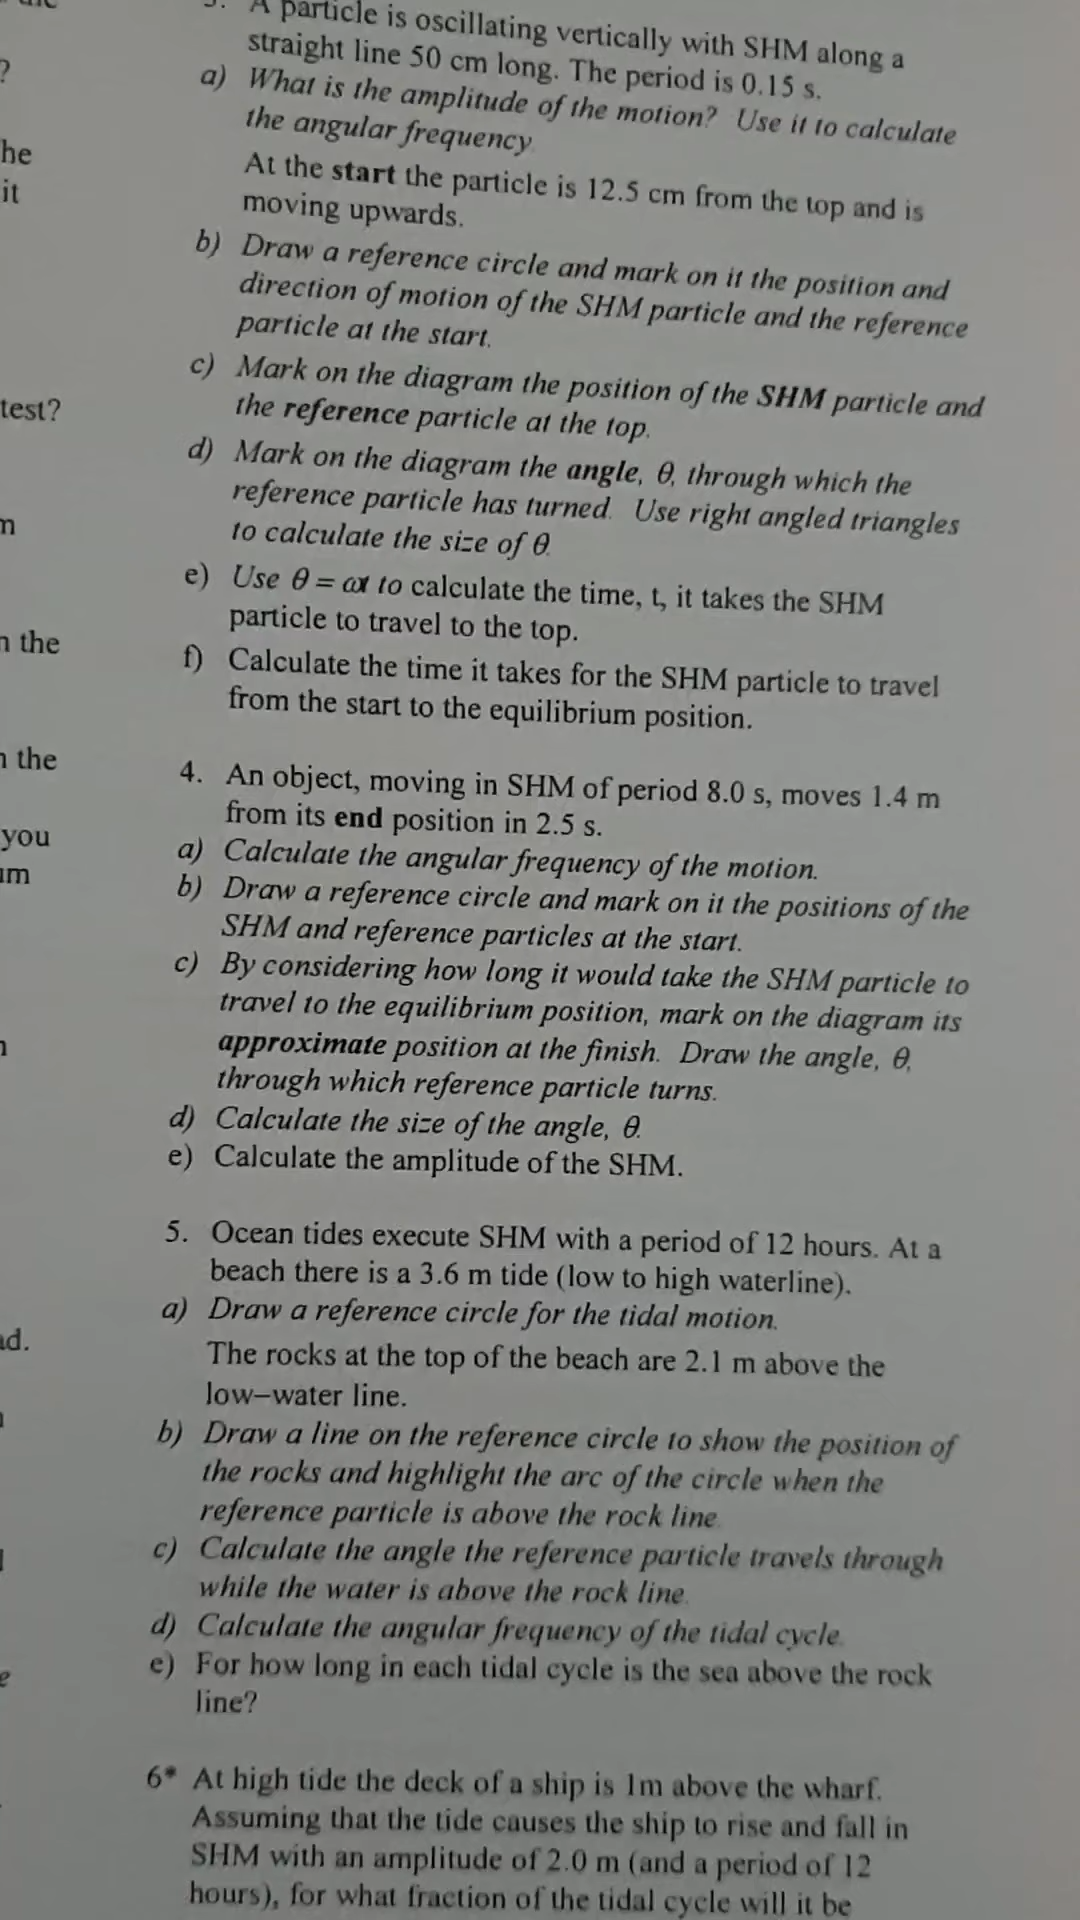 A particle is oscillating vertically with SHM along a
straight line 50 cm long. The period is 0.15 s.
a) What is the amplitude of the motion? Use it to calculate
the angular frequency.
At the start the particle is 12.5 cm from the top and is
moving upwards.
b) Draw a reference circle and mark on it the position and
direction of motion of the SHM particle and the reference
particle at the start.
c) Mark on the diagram the position of the SHM particle and
the reference particle at the top.
d) Mark on the diagram the angle, θ, through which the
reference particle has turned. Use right angled triangles
to calculate the size of θ.
e) Use θ = ωt to calculate the time, t, it takes the SHM
particle to travel to the top.
f) Calculate the time it takes for the SHM particle to travel
from the start to the equilibrium position.
4. An object, moving in SHM of period 8.0 s, moves 1.4 m
from its end position in 2.5 s.
a) Calculate the angular frequency of the motion.
b) Draw a reference circle and mark on it the positions of the
SHM and reference particles at the start.
c) By considering how long it would take the SHM particle to
travel to the equilibrium position, mark on the diagram its
approximate position at the finish. Draw the angle, θ,
through which reference particle turns.
d) Calculate the size of the angle, θ.
e) Calculate the amplitude of the SHM.
5. Ocean tides execute SHM with a period of 12 hours. At a
beach there is a 3.6 m tide (low to high waterline).
a) Draw a reference circle for the tidal motion.
The rocks at the top of the beach are 2.1 m above the
low–water line.
b) Draw a line on the reference circle to show the position of
the rocks and highlight the arc of the circle when the
reference particle is above the rock line.
c) Calculate the angle the reference particle travels through
while the water is above the rock line.
d) Calculate the angular frequency of the tidal cycle.
e) For how long in each tidal cycle is the sea above the rock
line?
6* At high tide the deck of a ship is 1m above the wharf.
Assuming that the tide causes the ship to rise and fall in
SHM with an amplitude of 2.0 m (and a period of 12
hours), for what fraction of the tidal cycle will it be
?
it
test?
the
the
you